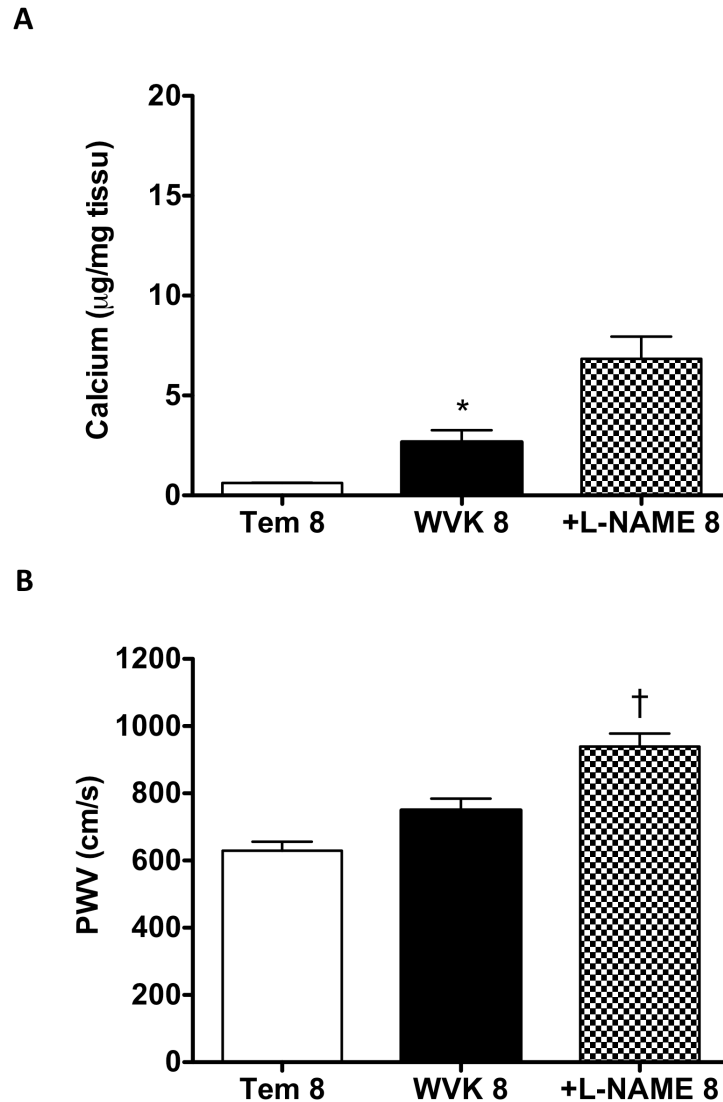 A
Calcium (µg/mg tissu)
20
15
10
5
0
*
Tem 8
WVK 8
+L-NAME 8
B
PWV (cm/s)
1200
1000
800
600
400
200
0
†
Tem 8
WVK 8
+L-NAME 8